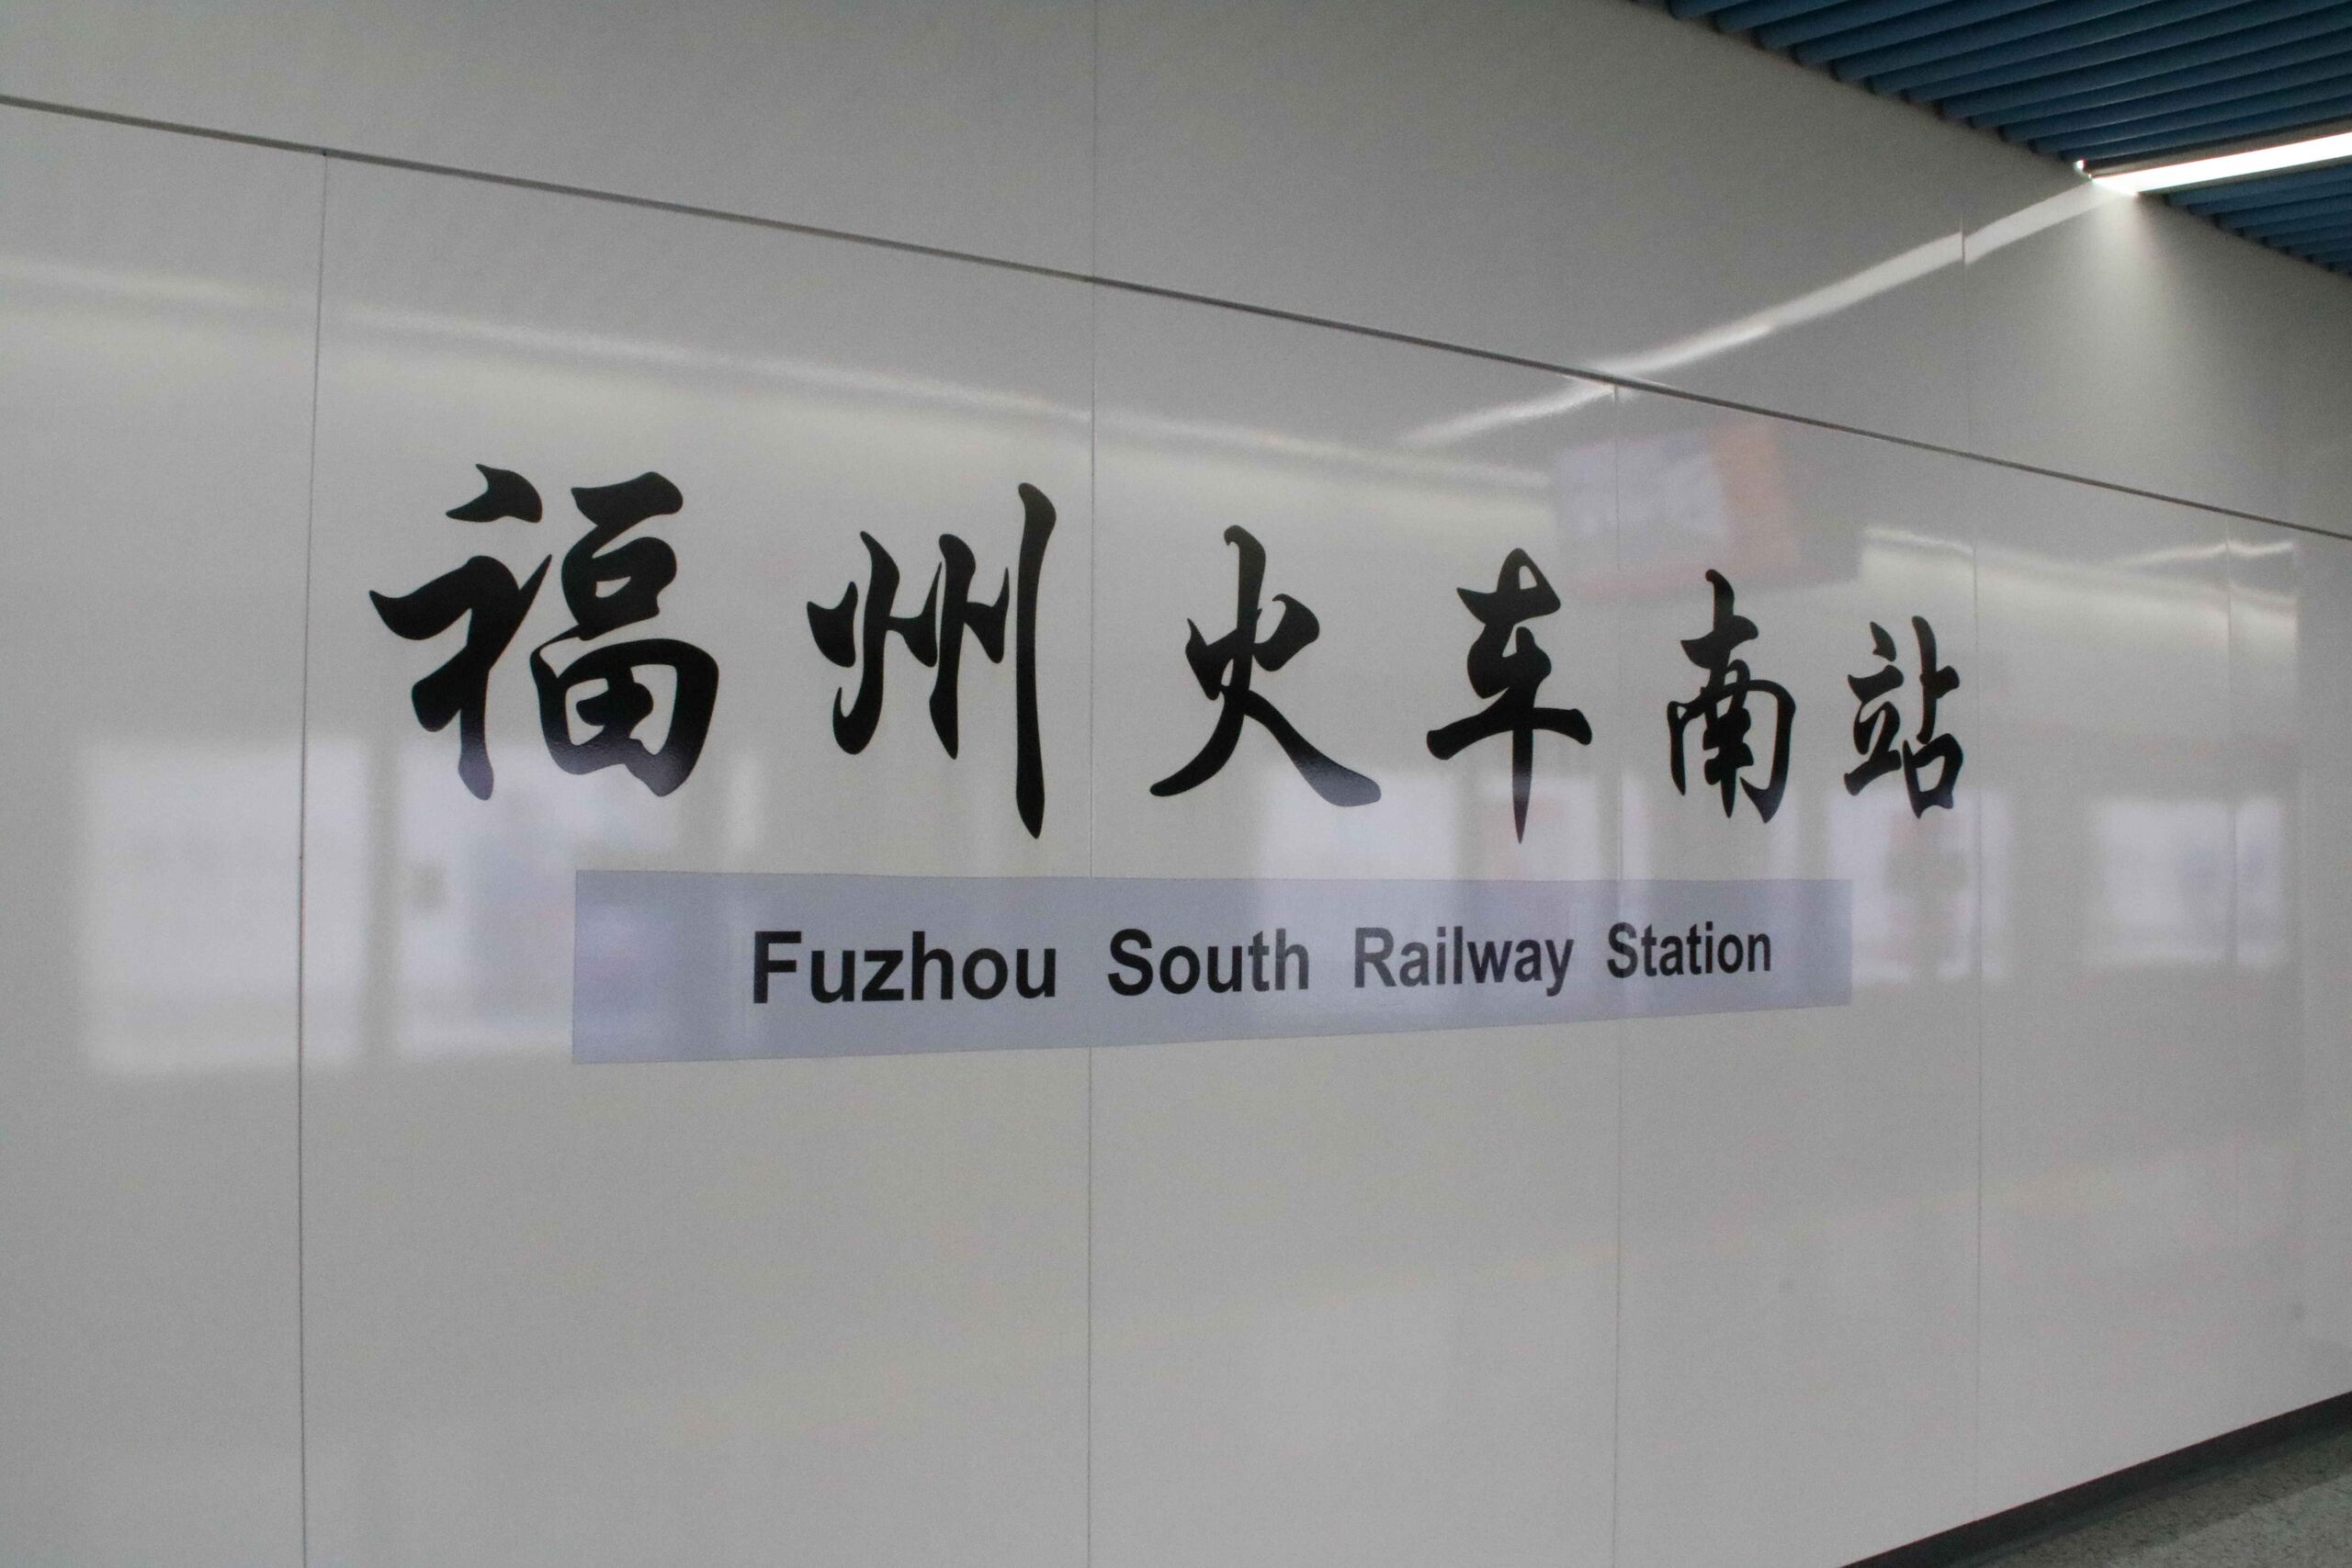 福州火车南站
Fuzhou South Railway Station